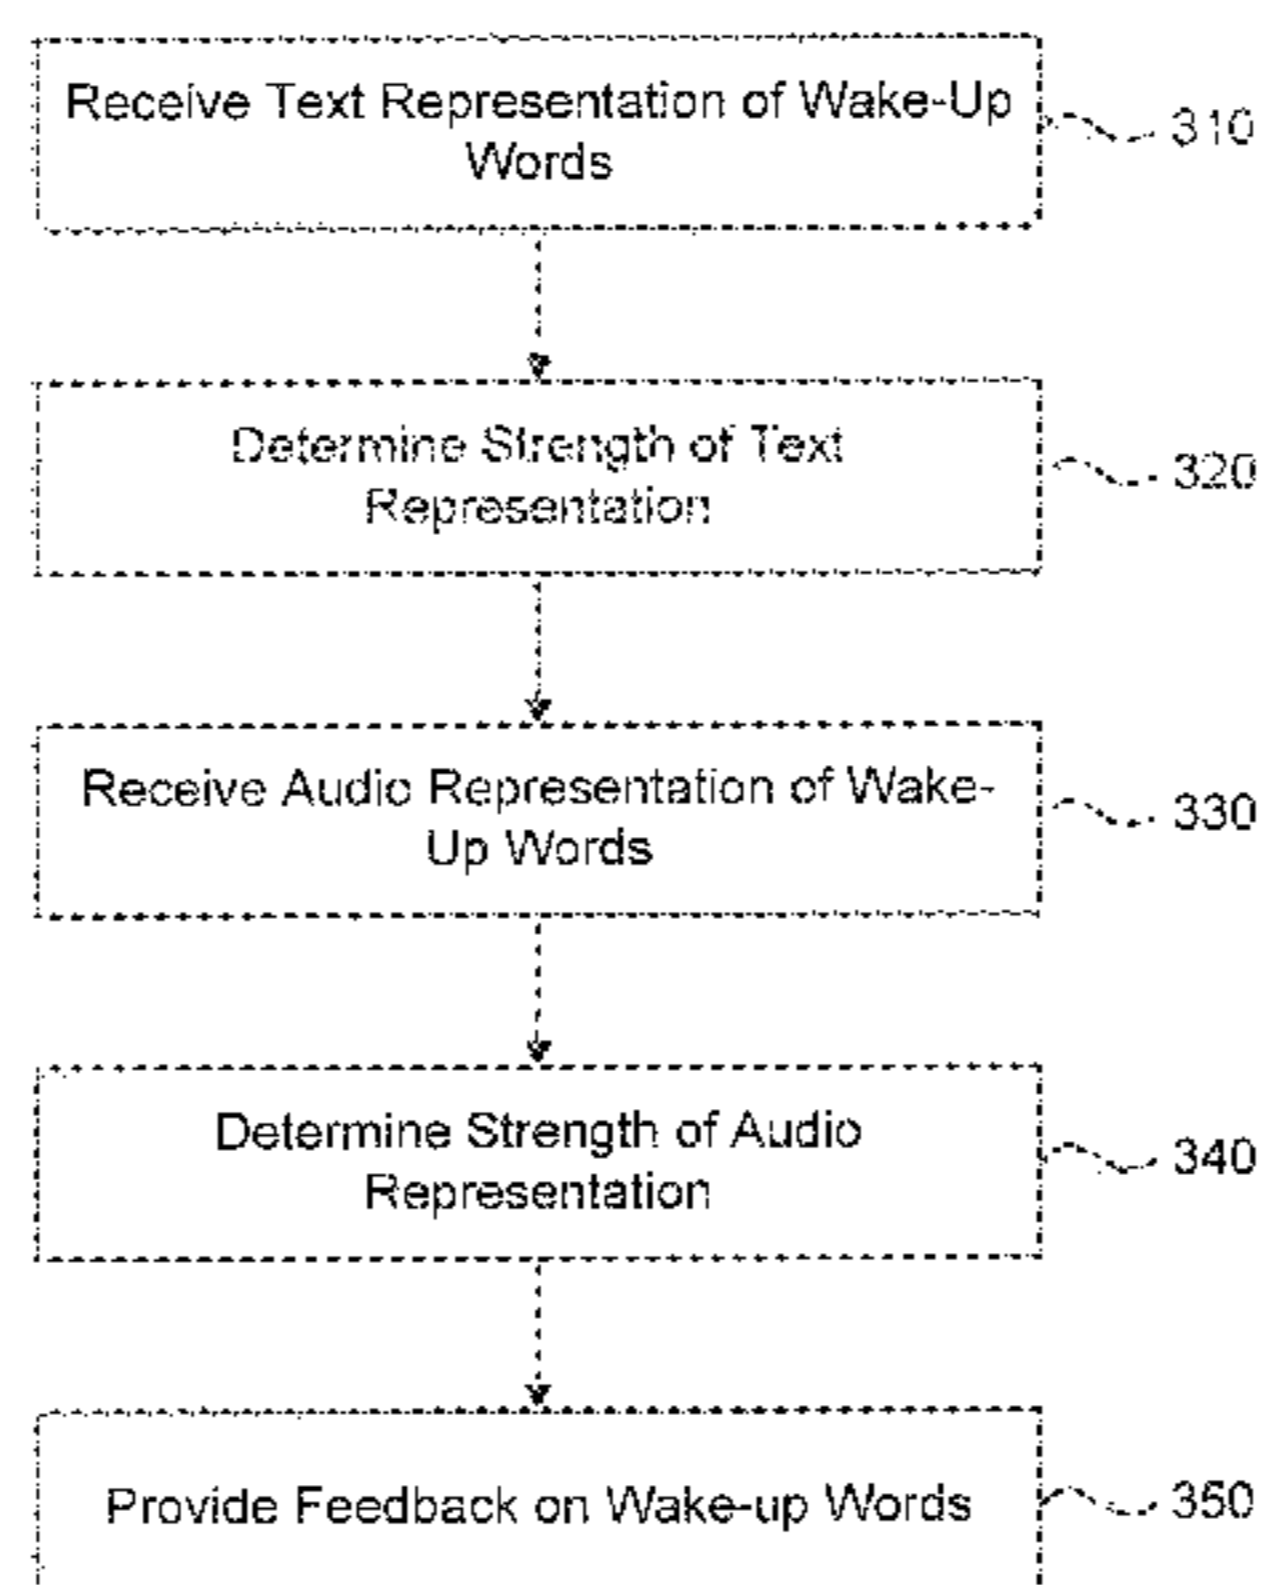 Receive Text Representation of Wake-Up
Words
310
Determine Strength of Text
Representation
320
Receive Audio Representation of Wake-
Up Words
330
Determine Strength of Audio
Representation
340
Provide Feedback on Wake-up Words
350